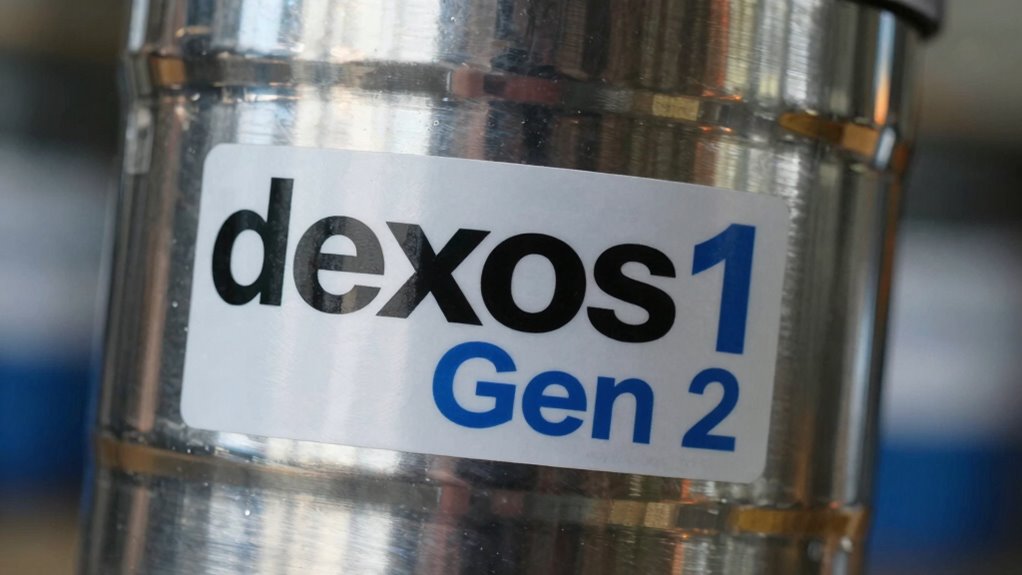 dexos1
Gen 2